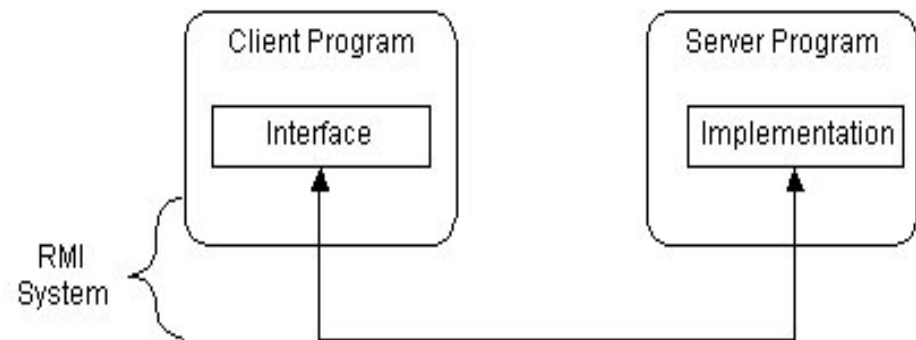 Client Program
Server Program
Interface
Implementation
RMI
System